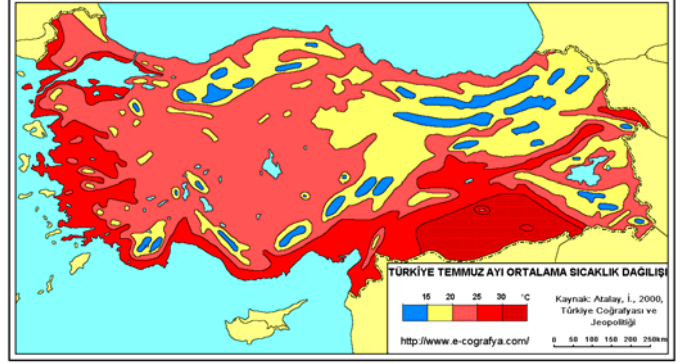 TÜRKİYE TEMMUZ AYI ORTALAMA SICAKLIK DAĞILIŞI
15 20 25 30 °C
Kaynak: Atalay, İ., 2000,
Türkiye Coğrafyası ve
Jeopolitiği
http://www.e-cografya.com/
0 50 100 150 200 250km